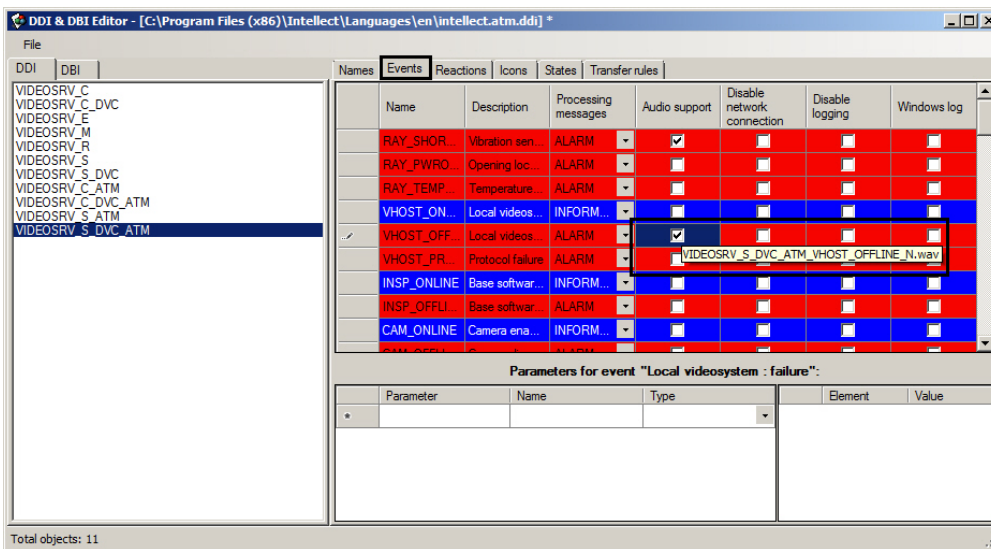 DDI & DBI Editor - [C:\Program Files (x86)\Intellect\Languages\en\intellect.atm.ddi] *
File
DDI DBI
VIDEOSRV_C
VIDEOSRV_C_DVC
VIDEOSRV_E
VIDEOSRV_M
VIDEOSRV_R
VIDEOSRV_S
VIDEOSRV_S_DVC
VIDEOSRV_C_ATM
VIDEOSRV_C_DVC_ATM
VIDEOSRV_S_ATM
VIDEOSRV_S_DVC_ATM
Names Events Reactions Icons States Transfer rules
Name Description Processing messages Audio support Disable network connection Disable logging Windows log
RAY_SHOR... Vibration sen... ALARM
RAY_PWRO... Opening loc... ALARM
RAY_TEMP... Temperature... ALARM
VHOST_ON... Local videos... INFORM...
VHOST_OFF... Local videos... ALARM
VIDEOSRV_S_DVC_ATM_VHOST_OFFLINE_N.wav
VHOST_PR... Protocol failure ALARM
INSP_ONLINE Base softwar... INFORM...
INSP_OFFLI... Base softwar... ALARM
CAM_ONLINE Camera ena... INFORM...
Parameters for event "Local videosystem : failure":
Parameter Name Type Element Value
*
Total objects: 11